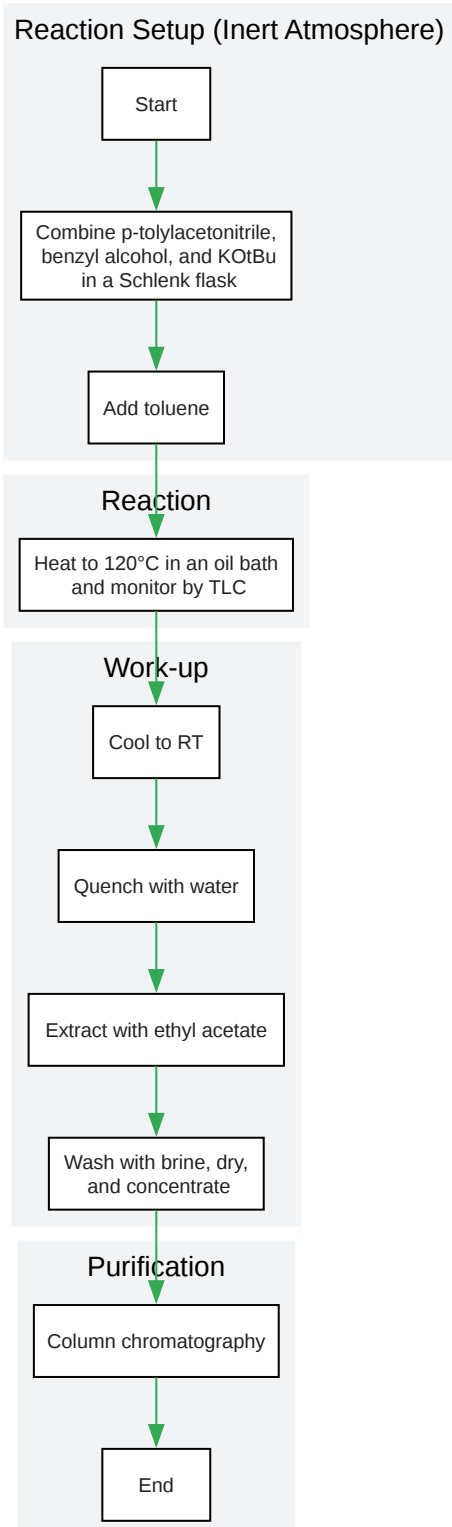 Reaction Setup (Inert Atmosphere)
Start
Combine p-tolylacetonitrile,
benzyl alcohol, and KOtBu
in a Schlenk flask
Add toluene
Reaction
Heat to 120°C in an oil bath
and monitor by TLC
Work-up
Cool to RT
Quench with water
Extract with ethyl acetate
Wash with brine, dry,
and concentrate
Purification
Column chromatography
End